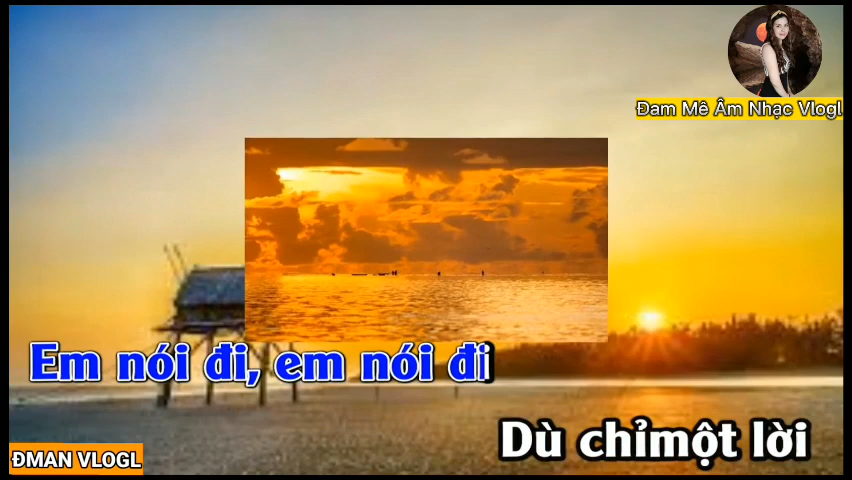 Đam Mê Âm Nhạc Vlogl
Em nói đi, em nói đi
Dù chỉmột lời
ĐMAN VLOGL